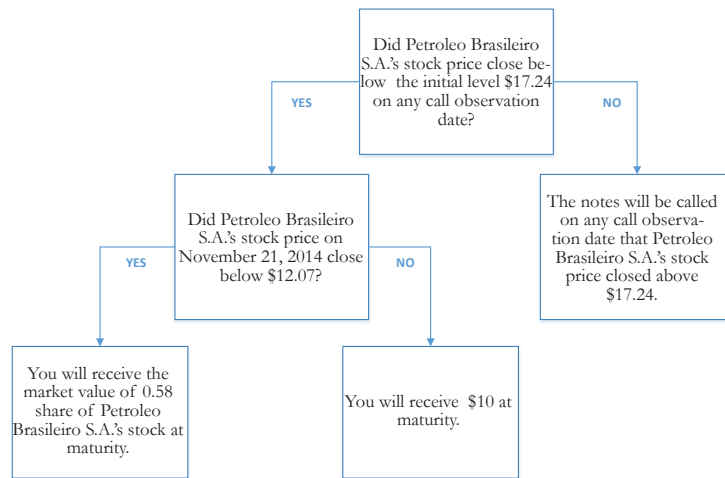 Did Petroleo Brasileiro
S.A.'s stock price close be-
low the initial level $17.24
on any call observation
date?
YES
NO
Did Petroleo Brasileiro
S.A.'s stock price on
November 21, 2014 close
below $12.07?
The notes will be called
on any call observa-
tion date that Petroleo
Brasileiro S.A.'s stock
price closed above
$17.24.
YES
NO
You will receive the
market value of 0.58
share of Petroleo
Brasileiro S.A.'s stock at
maturity.
You will receive $10 at
maturity.